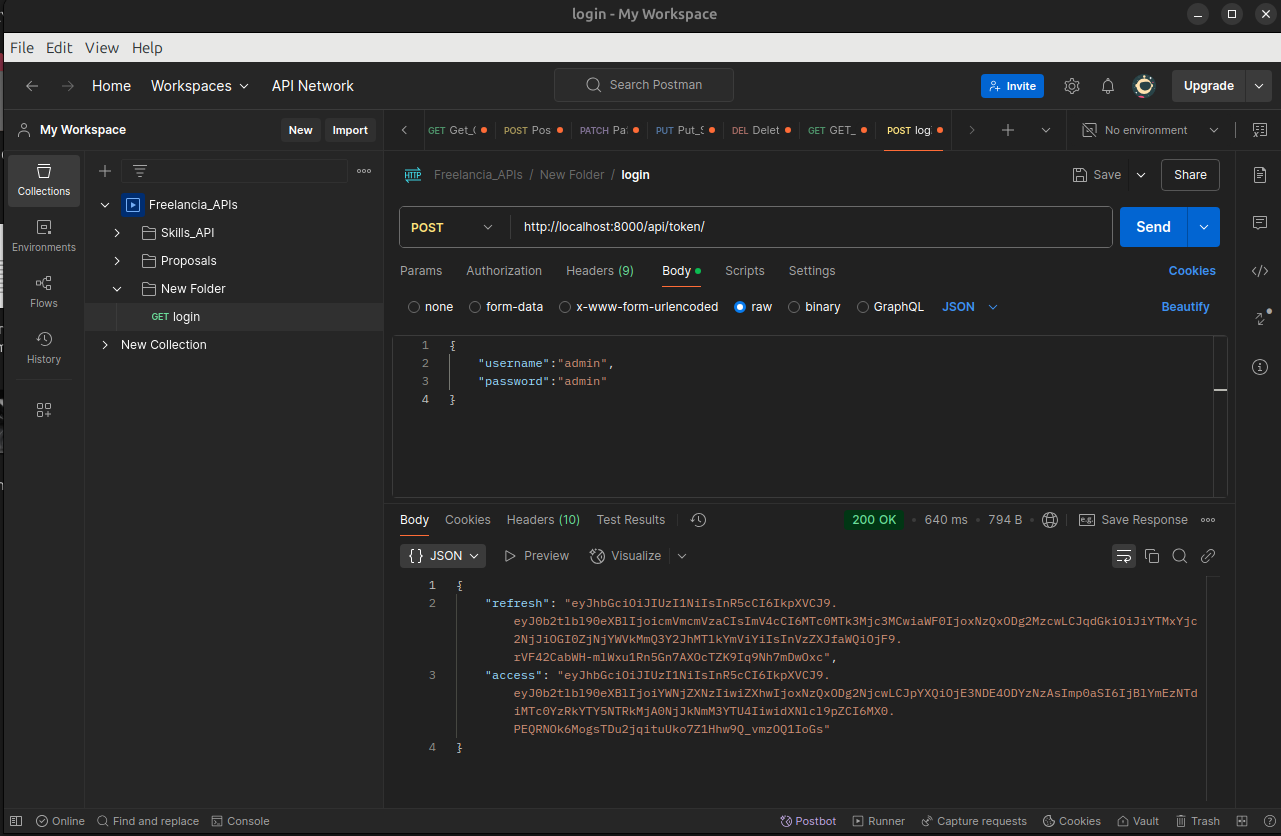 login - My Workspace
File Edit View Help
Home Workspaces API Network
Search Postman
Invite
Upgrade
My Workspace
New Import
GET Get_( POST Pos PATCH Pa DEL Delet GET GET_ POST log
PUT Put_S
No environment
Collections
Environments
Flows
History
Freelancia_APIs
Skills_API
Proposals
New Folder
GET login
New Collection
HTTP Freelancia_APIs / New Folder / login
Save Share
POST http://localhost:8000/api/token/ Send
Params Authorization Headers (9) Body Scripts Settings Cookies
none form-data x-www-form-urlencoded raw binary GraphQL JSON Beautify
1 {
2 "username":"admin",
3 "password":"admin"
4 }
Body Cookies Headers (10) Test Results 200 OK 640 ms 794 B e.g. Save Response
{} JSON Preview Visualize
1 {
2 "refresh": "eyJhbGciOiJIUzI1NiIsInR5cCI6IkpXVCJ9.
eyJ0b2tlbl90eXBlIjoicmVmcmVzaCIsImV4cCI6MTc0MTk3Mjc3MCwiaWF0IjoxNzQxODg2MzcwLCJqdGkiOiJiYTMxYjc
2NjJiOGI0ZjNjYWVkMmQ3Y2JhMTlkYmViYiIsInVzZXJfaWQiOjF9.
rVF42CabWH-mlWxu1Rn5Gn7AXOcTZK9Iq9Nh7mDwOxc",
3 "access": "eyJhbGciOiJIUzI1NiIsInR5cCI6IkpXVCJ9.
eyJ0b2tlbl90eXBlIjoiYWNjZXNzIiwiZXhwIjoxNzQxODg2NjcwLCJpYXQiOjE3NDE4ODYzNzAsImp0aSI6IjBlYmEzNTd
iMTc0YzRkYTY5NTRkMjA0NjJkNmM3YTU4IiwidXNlcl9pZCI6MX0.
PEQRNOk6MogsTDu2jqituUko7Z1Hhw9Q_vmzOQ1IoGs"
4 }
Online Find and replace Console Postbot Runner Capture requests Cookies Vault Trash